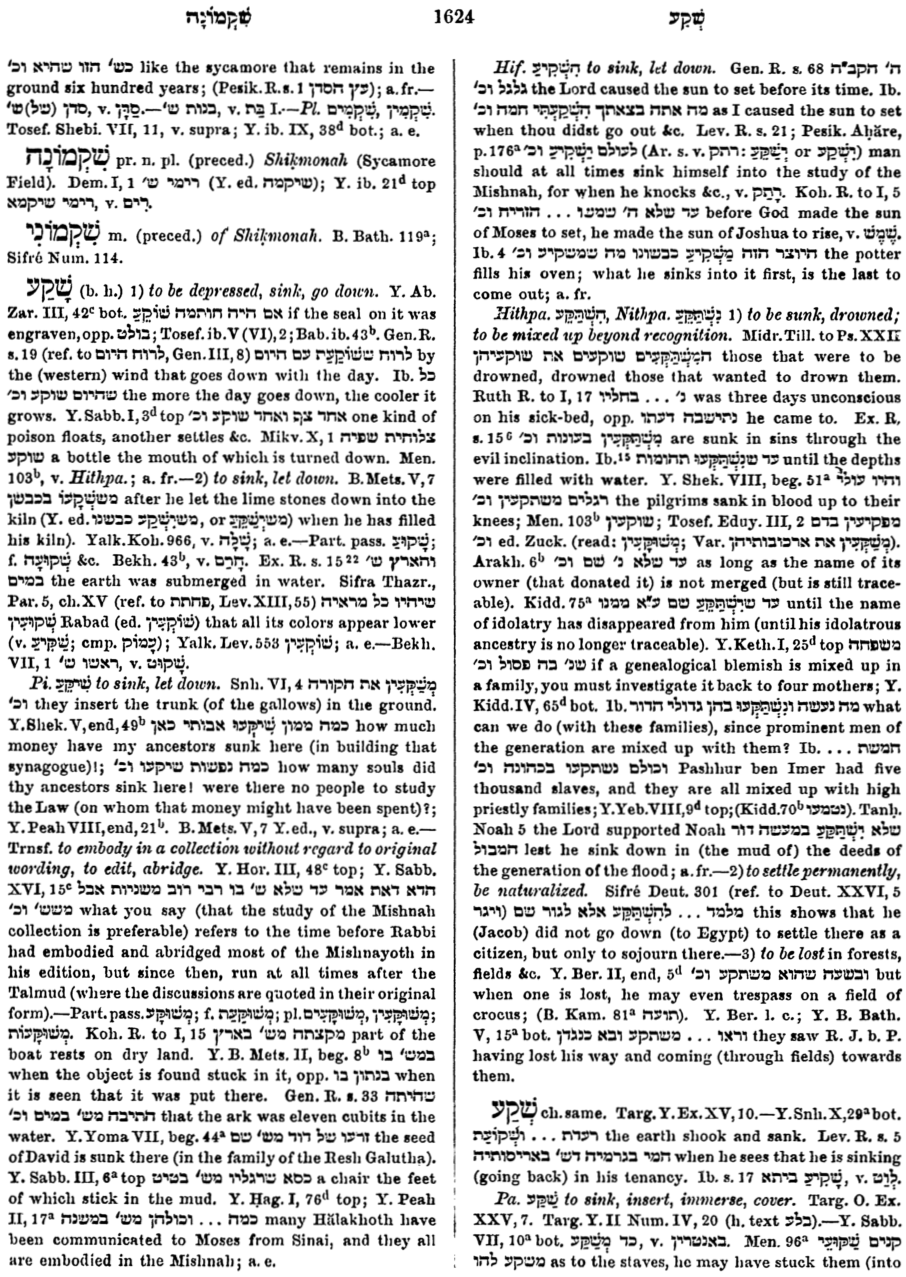 שִׁקְמוֹנָה
1624
שְׁקַע
כש' הזו שהיא וכ' like the sycamore that remains in the
ground six hundred years; (Pesik. R. s. 1 עץ הסדן); a. fr.—
סדן (של)ש', v. סַדָּן.—בנות ש', v. בַּת I.—Pl. שִׁקְמִים, שִׁקְמִין.
Tosef. Shebi. VII, 11, v. supra; Y. ib. IX, 38d bot.; a. e.
שִׁקְמוֹנָה pr. n. pl. (preced.) Shiḳmonah (Sycamore
Field). Dem. I, 1 רימי ש' (Y. ed. שיקמה); Y. ib. 21d top
רימי שיקמא, v. רִים.
שִׁקְמוֹנִי m. (preced.) of Shiḳmonah. B. Bath. 119a;
Sifré Num. 114.
שָׁקַע (b. h.) 1) to be depressed, sink, go down. Y. Ab.
Zar. III, 42c bot. אם היה חותמה שׁוֹקֵעַ if the seal on it was
engraven, opp. בולט; Tosef. ib. V (VI), 2; Bab. ib. 43b. Gen. R.
s. 19 (ref. to לרוח היום, Gen. III, 8) לרוח ששוֹקַעַת עם היום by
the (western) wind that goes down with the day. Ib. כל
שהיום שוקע וכ' the more the day goes down, the cooler it
grows. Y. Sabb. I, 3d top אחד צף ואחד שוקע וכ' one kind of
poison floats, another settles &c. Mikv. X, 1 צלוחית שפיה
שוקע a bottle the mouth of which is turned down. Men.
103b, v. Hithpa.; a. fr.—2) to sink, let down. B. Mets. V, 7
משישְׁקְעוֹ בכבשן after he let the lime stones down into the
kiln (Y. ed. משישְׁקַע כבשנו, or משישַׁקֵּעַ) when he has filled
his kiln). Yalk. Koh. 966, v. שָׁלָה; a. e.—Part. pass. שָׁקוּעַ;
f. שְׁקוּעָה &c. Bekh. 43b, v. חָרַם. Ex. R. s. 15 22 והארץ ש'
במים the earth was submerged in water. Sifra Thazr.,
Par. 5, ch. XV (ref. to פחתת, Lev. XIII, 55) שיהיו כל מראיה
שְׁקוּעִין Rabad (ed. שׁוֹקְעִין) that all its colors appear lower
(v. שָׁקִיעַ; cmp. עָמוֹק); Yalk. Lev. 553 שׁוֹקְעִין; a. e.—Bekh.
VII, 1 ראשו ש', v. שָׁקוּט.
Pi. שִׁקֵּעַ to sink, let down. Snh. VI, 4 מְשַׁקְּעִין את הקורה
וכ' they insert the trunk (of the gallows) in the ground.
Y. Shek. V, end, 49b כמה ממון שִׁיקְּעוּ אבותי כאן how much
money have my ancestors sunk here (in building that
synagogue)!; כמה נפשות שיקעו וכ' how many souls did
thy ancestors sink here! were there no people to study
the Law (on whom that money might have been spent)?;
Y. Peah VIII, end, 21b. B. Mets. V, 7 Y. ed., v. supra; a. e.—
Trnsf. to embody in a collection without regard to original
wording, to edit, abridge. Y. Hor. III, 48c top; Y. Sabb.
XVI, 15c הדא דאת אמר עד שלא ש' בו רבי רוב משניות אבל
משש' וכ' what you say (that the study of the Mishnah
collection is preferable) refers to the time before Rabbi
had embodied and abridged most of the Mishnayoth in
his edition, but since then, run at all times after the
Talmud (where the discussions are quoted in their original
form).—Part. pass. מְשׁוּקָּע; f. מְשׁוּקַּעַת; pl. מְשׁוּקָּעִים, מְשׁוּקָּעִין;
מְשׁוּקָּעוֹת. Koh. R. to I, 15 מקצתה מש' בארץ part of the
boat rests on dry land. Y. B. Mets. II, beg. 8b במש' בו
when the object is found stuck in it, opp. בנתון בו when
it is seen that it was put there. Gen. R. s. 33 שהיתה
התיבה מש' במים וכ' that the ark was eleven cubits in the
water. Y. Yoma VII, beg. 44a זרעו של דוד מש' שם the seed
of David is sunk there (in the family of the Resh Galutha).
Y. Sabb. III, 6a top כסא שרגליו מש' בטיט a chair the feet
of which stick in the mud. Y. Ḥag. I, 76d top; Y. Peah
II, 17a כמה ... וכולהן מש' במשנה many Hălakhoth have
been communicated to Moses from Sinai, and they all
are embodied in the Mishnah; a. e.
Hif. הִשְׁקִיעַ to sink, let down. Gen. R. s. 68 ה' הקב"ה
גלגל וכ' the Lord caused the sun to set before its time. Ib.
מה אתה בצאתך הִשְׁקַעְתִּי חמה וכ' as I caused the sun to set
when thou didst go out &c. Lev. R. s. 21; Pesik. Aḥăre,
p. 176a לעולם יַשְׁקִיעַ וכ' (Ar. s. v. רחק: יְשַׁקֵּעַ or יִשְׁקַע) man
should at all times sink himself into the study of the
Mishnah, for when he knocks &c., v. רָחַק. Koh. R. to I, 5
עד שלא ה' שמשו ... הזריח וכ' before God made the sun
of Moses to set, he made the sun of Joshua to rise, v. שֶׁמֶשׁ.
Ib. 4 היוצר הזה מַשְׁקִיעַ כבשונו מה שמשקיע וכ' the potter
fills his oven; what he sinks into it first, is the last to
come out; a. fr.
Hithpa. הִשְׁתַּקֵּעַ, Nithpa. נִשְׁתַּקֵּעַ 1) to be sunk, drowned;
to be mixed up beyond recognition. Midr. Till. to Ps. XXII
המִשְׁתַּקְּעִים שוקעים את שוקעיהן those that were to be
drowned, drowned those that wanted to drown them.
Ruth R. to I, 17 נ' ... בחליו was three days unconscious
on his sick-bed, opp. נתישבה דעתו he came to. Ex. R.
s. 15 6 מִשְׁתַּקְּעִין בעונות וכ' are sunk in sins through the
evil inclination. Ib. 15 עד שנִשְׁתַּקְּעוּ תהומות until the depths
were filled with water. Y. Shek. VIII, beg. 51a והיו עולי
רגלים משתקעין וכ' the pilgrims sank in blood up to their
knees; Men. 103b שוקעין; Tosef. Eduy. III, 2 מפקיעין בדם
וכ' ed. Zuck. (read: מְשׁוּקָּעִין; Var. מְשַׁקְּעִין את ארכובותיהן).
Arakh. 6b עד שלא נ' שם וכ' as long as the name of its
owner (that donated it) is not merged (but is still trace-
able). Kidd. 75a עד שיִּשְׁתַּקֵּעַ שם ע"א ממנו until the name
of idolatry has disappeared from him (until his idolatrous
ancestry is no longer traceable). Y. Keth. I, 25d top משפחה
שנ' בה פסול וכ' if a genealogical blemish is mixed up in
a family, you must investigate it back to four mothers; Y.
Kidd. IV, 65d bot. Ib. מה נעשה ונִשְׁתַּקְּעוּ בהן גדולי הדור what
can we do (with these families), since prominent men of
the generation are mixed up with them? Ib. חמשת ...
וכולם נשתקעו בכהונה וכ' Pashhur ben Imer had five
thousand slaves, and they are all mixed up with high
priestly families; Y. Yeb. VIII, 9d top; (Kidd. 70b נטמעו). Tanḥ.
Noah 5 the Lord supported Noah שלא יִשְׁתַּקֵּעַ במעשה דור
המבול lest he sink down in (the mud of) the deeds of
the generation of the flood; a. fr.—2) to settle permanently,
be naturalized. Sifré Deut. 301 (ref. to Deut. XXVI, 5
ויגר) מלמד ... להִשְׁתַּקֵּעַ אלא לגור שם this shows that he
(Jacob) did not go down (to Egypt) to settle there as a
citizen, but only to sojourn there.—3) to be lost in forests,
fields &c. Y. Ber. II, end, 5d ובשעה שהוא משתקע וכ' but
when one is lost, he may even trespass on a field of
crocus; (B. Kam. 81a תועה). Y. Ber. l. c.; Y. B. Bath.
V, 15a bot. וראו ... משתקע ובא כנגדן they saw R. J. b. P.
having lost his way and coming (through fields) towards
them.
שְׁקַע ch. same. Targ. Y. Ex. XV, 10.—Y. Snh. X, 29a bot.
רעדת ... ושְׁקוֹעַת the earth shook and sank. Lev. R. s. 5
חמי בגרמיה דש' באריסותיה when he sees that he is sinking
(going back) in his tenancy. Ib. s. 17 שָׁקִיעַ ביתא, v. לָיֵט.
Pa. שַׁקַּע to sink, insert, immerse, cover. Targ. O. Ex.
XXV, 7. Targ. Y. II Num. IV, 20 (h. text בלע).—Y. Sabb.
VII, 10a bot. כד מְשַׁקַּע, v. באנטרין. Men. 96a קנים שַׁקּוּעֵי
משקע להו as to the slaves, he may have stuck them (into